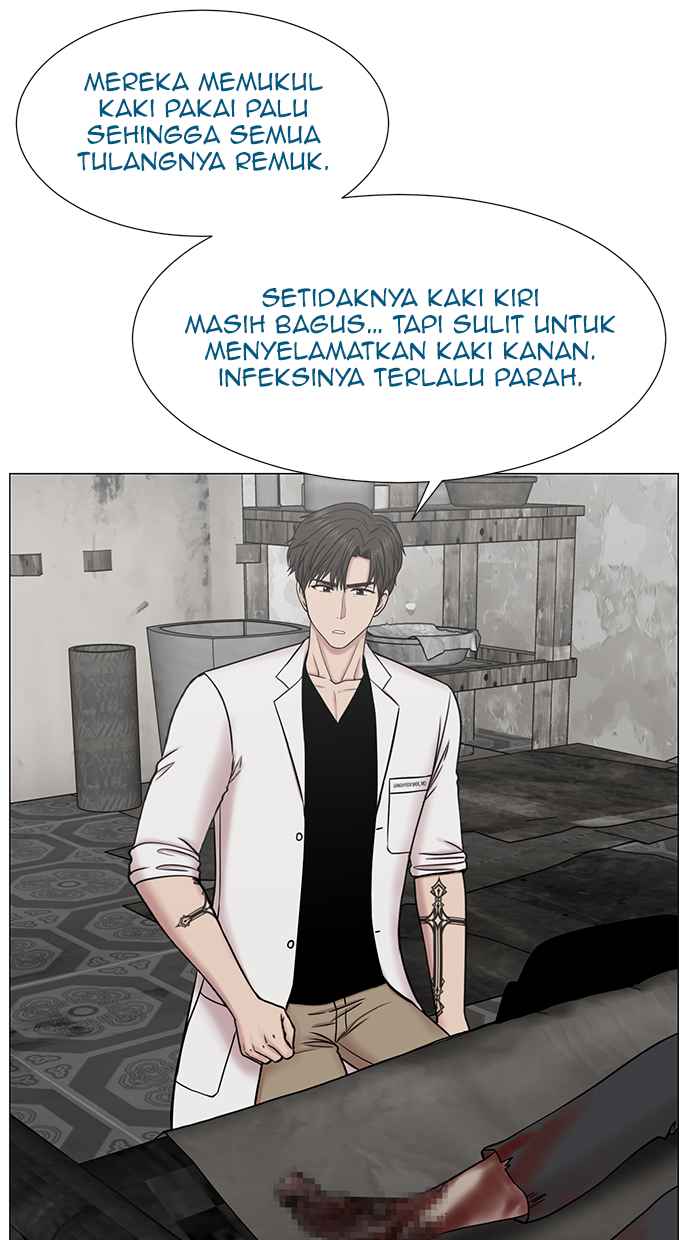 MEREKA MEMUKUL
KAKI PAKAI PALU
SEHINGGA SEMUA
TULANGNYA REMUK.
SETIDAKNYA KAKI KIRI
MASIH BAGUS... TAPI SULIT UNTUK
MENYELAMATKAN KAKI KANAN.
INFEKSINYA TERLALU PARAH.